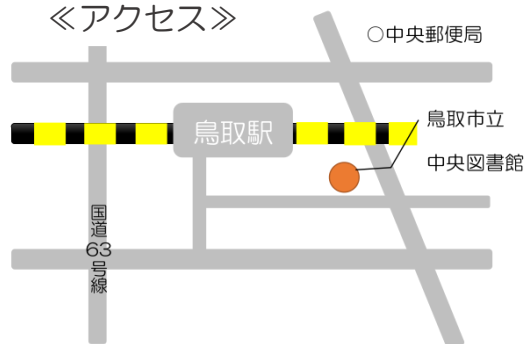 ≪アクセス≫
○中央郵便局
鳥取駅
鳥取市立
中央図書館
国道63号線